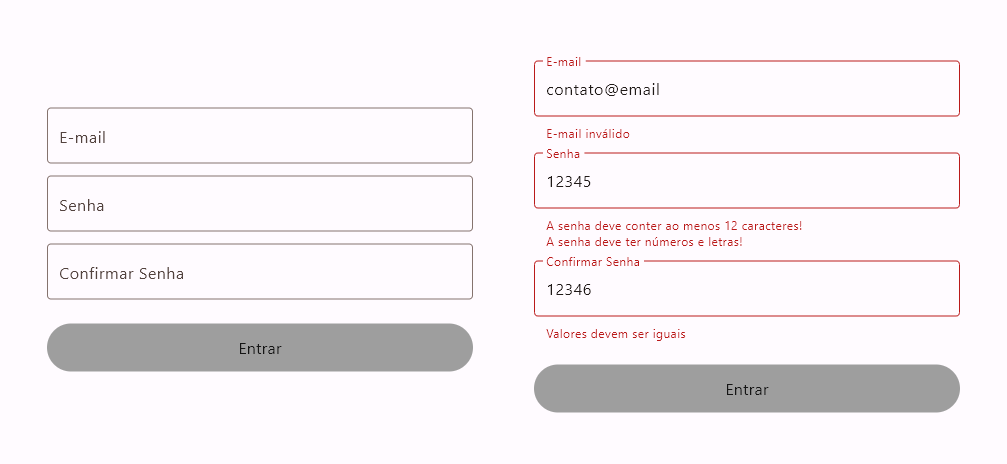 E-mail
Senha
Confirmar Senha
Entrar
E-mail
contato@email
E-mail inválido
Senha
12345
A senha deve conter ao menos 12 caracteres!
A senha deve ter números e letras!
Confirmar Senha
12346
Valores devem ser iguais
Entrar